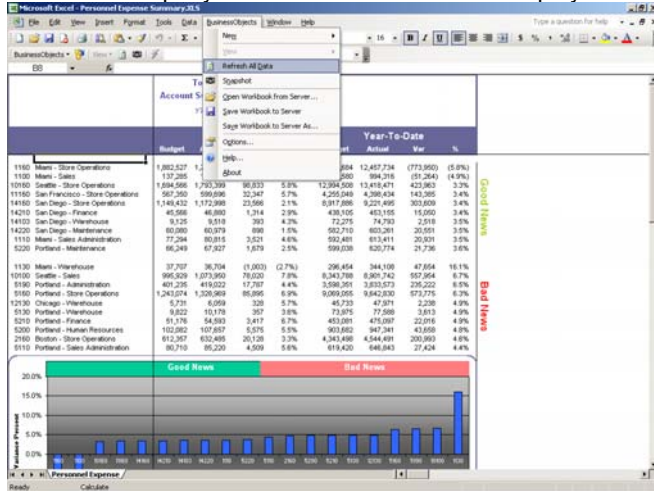 Microsoft Excel - Personnel Expense Summary.XLS
File Edit View Insert Format Tools Data BusinessObjects Window Help
Type a question for help
BusinessObjects View
B8
New
View
Refresh All Data
Snapshot
Open Workbook from Server...
Save Workbook to Server
Save Workbook to Server As...
Options...
Help...
About
Account
Year-To-Date
Budget Actual Var %
1160 Miami - Store Operations 1,882,527 684 12,457,734 (773,950) (5.8%)
1100 Miami - Sales 137,285 580 994,316 (51,264) (4.9%)
10160 Seattle - Store Operations 1,694,566 1,793,399 98,833 5.8% 12,994,508 13,418,471 423,963 3.3%
11160 San Francisco - Store Operations 567,350 599,696 32,347 5.7% 4,255,049 4,398,434 143,385 3.4%
14160 San Diego - Store Operations 1,149,432 1,172,998 23,566 2.1% 8,917,886 9,221,495 303,609 3.4%
14210 San Diego - Finance 45,566 46,880 1,314 2.9% 438,105 453,155 15,050 3.4%
14103 San Diego - Warehouse 9,125 9,518 393 4.3% 72,275 74,793 2,518 3.5%
14220 San Diego - Maintenance 60,080 60,979 898 1.5% 582,710 603,261 20,551 3.5%
1110 Miami - Sales Administration 77,294 80,815 3,521 4.6% 592,481 613,411 20,931 3.5%
5220 Portland - Maintenance 66,249 67,927 1,679 2.5% 599,038 620,774 21,736 3.6%
Good News
1130 Miami - Warehouse 37,707 36,704 (1,003) (2.7%) 296,454 344,108 47,654 16.1%
10100 Seattle - Sales 995,929 1,073,950 78,020 7.8% 8,343,788 8,901,742 557,954 6.7%
5190 Portland - Administration 401,235 419,022 17,787 4.4% 3,598,351 3,833,573 235,222 6.5%
5160 Portland - Store Operations 1,243,074 1,328,969 85,895 6.9% 9,069,055 9,642,830 573,775 6.3%
12130 Chicago - Warehouse 5,731 6,059 328 5.7% 45,733 47,971 2,238 4.9%
5130 Portland - Warehouse 9,822 10,178 357 3.6% 73,975 77,588 3,613 4.9%
5210 Portland - Finance 51,176 54,593 3,417 6.7% 453,081 475,097 22,016 4.9%
5200 Portland - Human Resources 102,082 107,657 5,575 5.5% 903,682 947,341 43,658 4.8%
2160 Boston - Store Operations 612,357 632,485 20,128 3.3% 4,343,498 4,544,491 200,993 4.6%
5110 Portland - Sales Administration 80,710 85,220 4,509 5.6% 619,420 646,843 27,424 4.4%
Bad News
Good News Bad News
20.0%
15.0%
10.0%
5.0%
0.0%
Variance Percent
Personnel Expense
Ready Calculate